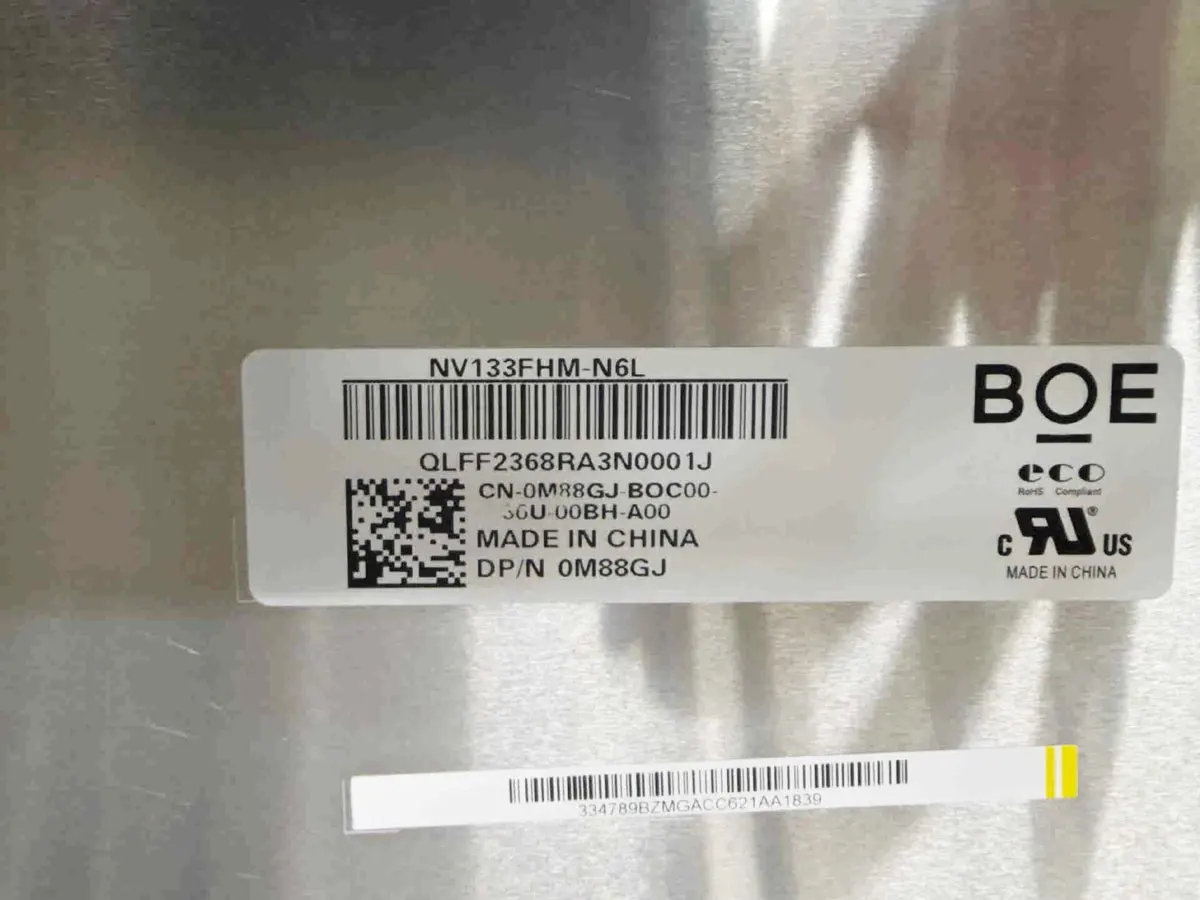 NV133FHM-N6L
QLFF2368RA3N0001J
CN-0M88GJ-BOC00-
36U-00BH-A00
MADE IN CHINA
DP/N 0M88GJ
BOE
eco
RoHS Compliant
c RU® US
MADE IN CHINA
334789BZMGACC621AA1839